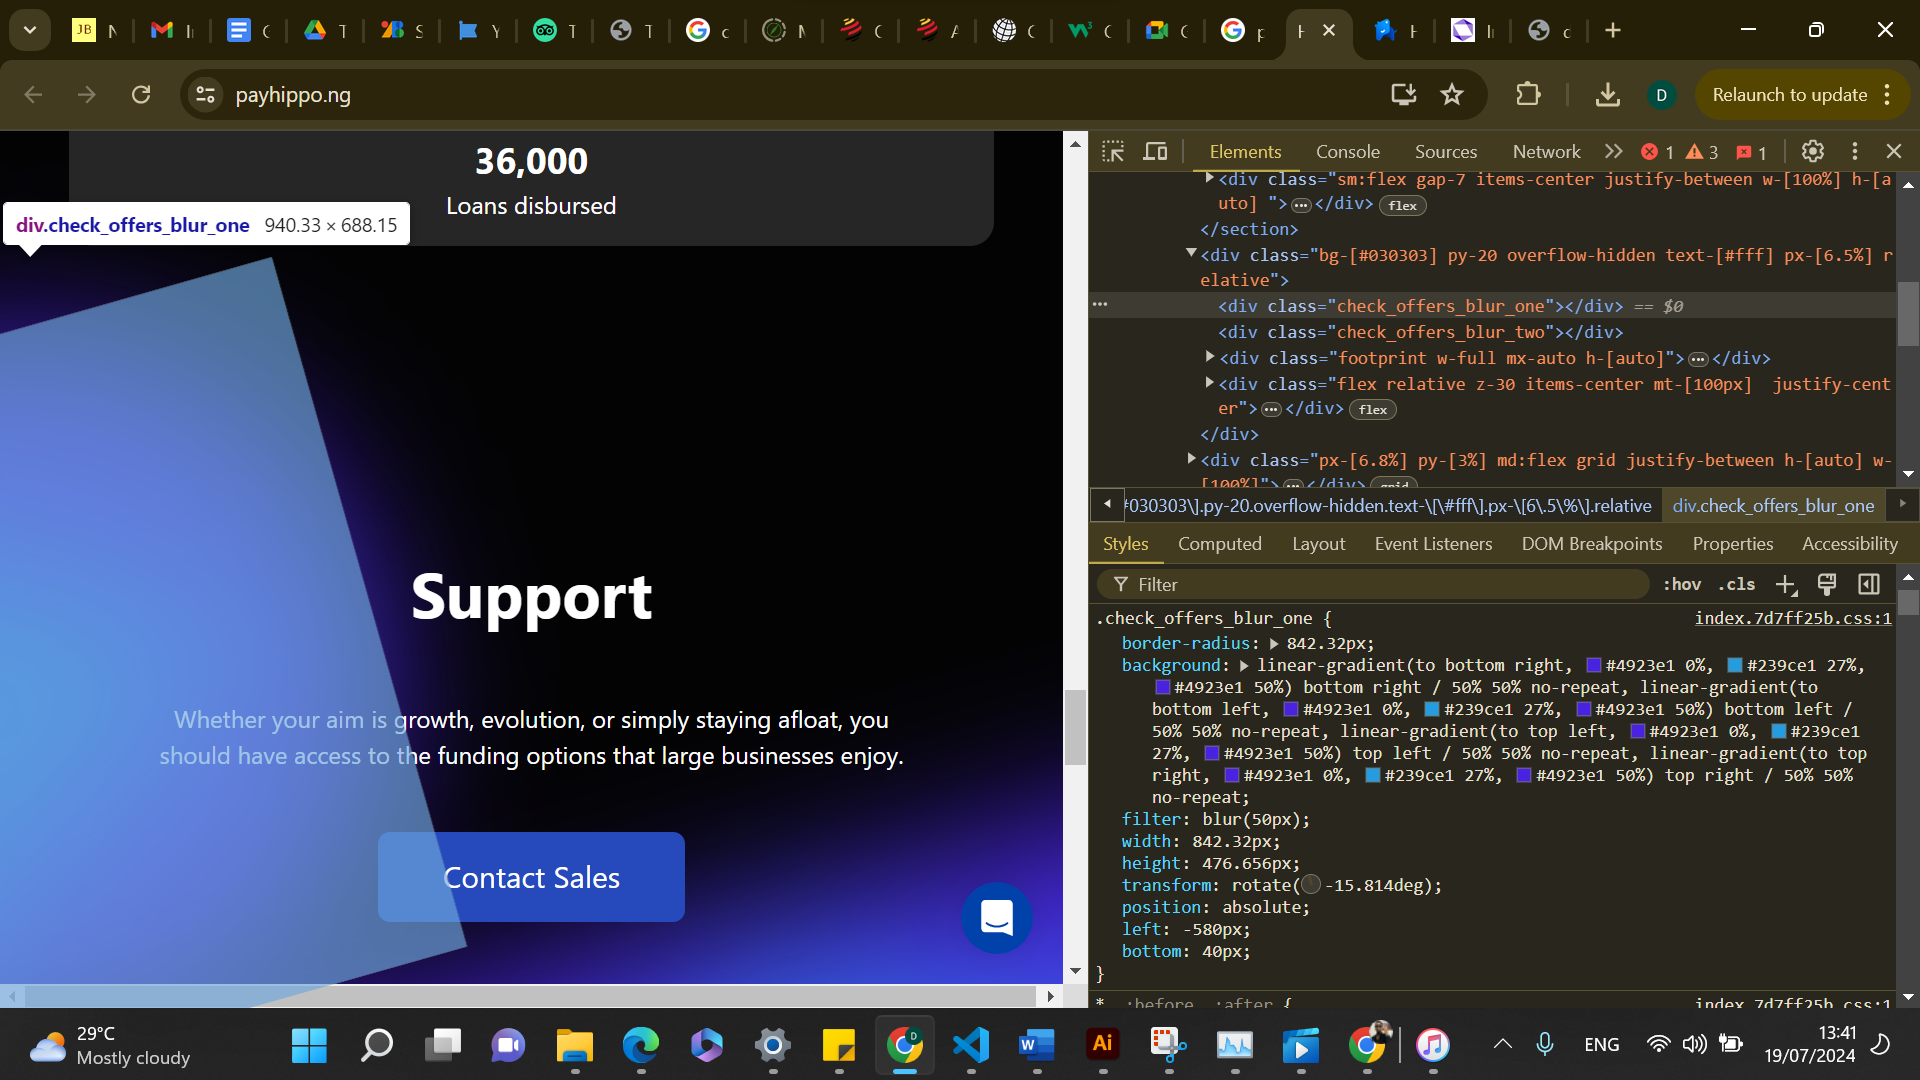 payhippo.ng
Relaunch to update
D
36,000
Loans disbursed
div.check_offers_blur_one 940.33 × 688.15
Support
Whether your aim is growth, evolution, or simply staying afloat, you
should have access to the funding options that large businesses enjoy.
Contact Sales
Elements Console Sources Network 1 3 1
<div class="sm:flex gap-7 items-center justify-between w-[100%] h-[a
uto] ">…</div> flex
</section>
<div class="bg-[#030303] py-20 overflow-hidden text-[#fff] px-[6.5%] r
elative">
<div class="check_offers_blur_one"></div> == $0
<div class="check_offers_blur_two"></div>
<div class="footprint w-full mx-auto h-[auto]">…</div>
<div class="flex relative z-30 items-center mt-[100px]  justify-cent
er">…</div> flex
</div>
<div class="px-[6.8%] py-[3%] md:flex grid justify-between h-[auto] w-
[100%]">…</div> grid
#030303\].py-20.overflow-hidden.text-\[\#fff\].px-\[6\.5\%\].relative div.check_offers_blur_one
Styles Computed Layout Event Listeners DOM Breakpoints Properties Accessibility
Filter :hov .cls
.check_offers_blur_one { index.7d7ff25b.css:1
border-radius: 842.32px;
background: linear-gradient(to bottom right, #4923e1 0%, #239ce1 27%,
#4923e1 50%) bottom right / 50% 50% no-repeat, linear-gradient(to
bottom left, #4923e1 0%, #239ce1 27%, #4923e1 50%) bottom left /
50% 50% no-repeat, linear-gradient(to top left, #4923e1 0%, #239ce1
27%, #4923e1 50%) top left / 50% 50% no-repeat, linear-gradient(to top
right, #4923e1 0%, #239ce1 27%, #4923e1 50%) top right / 50% 50%
no-repeat;
filter: blur(50px);
width: 842.32px;
height: 476.656px;
transform: rotate(-15.814deg);
position: absolute;
left: -580px;
bottom: 40px;
}
*, :before, :after { index.7d7ff25b.css:1
29°C
Mostly cloudy
ENG
13:41
19/07/2024